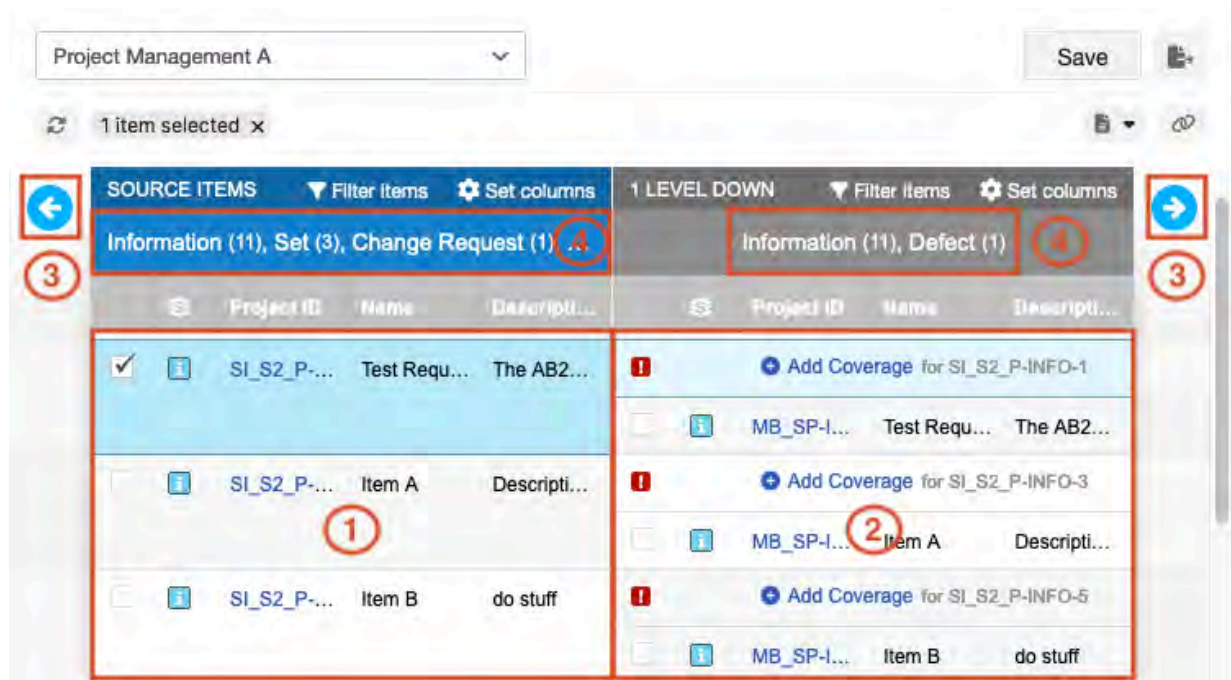 Project Management A
Save
1 item selected ×
SOURCE ITEMS Filter items Set columns 1 LEVEL DOWN Filter items Set columns
Information (11), Set (3), Change Request (1), ... 4 Information (11), Defect (1) 4
3 3
Project ID Name Descripti... Project ID Name Descripti...
SI_S2_P-... Test Requ... The AB2... Add Coverage for SI_S2_P-INFO-1
MB_SP-I... Test Requ... The AB2...
SI_S2_P-... Item A Descripti... Add Coverage for SI_S2_P-INFO-3
1 2
MB_SP-I... Item A Descripti...
SI_S2_P-... Item B do stuff Add Coverage for SI_S2_P-INFO-5
MB_SP-I... Item B do stuff